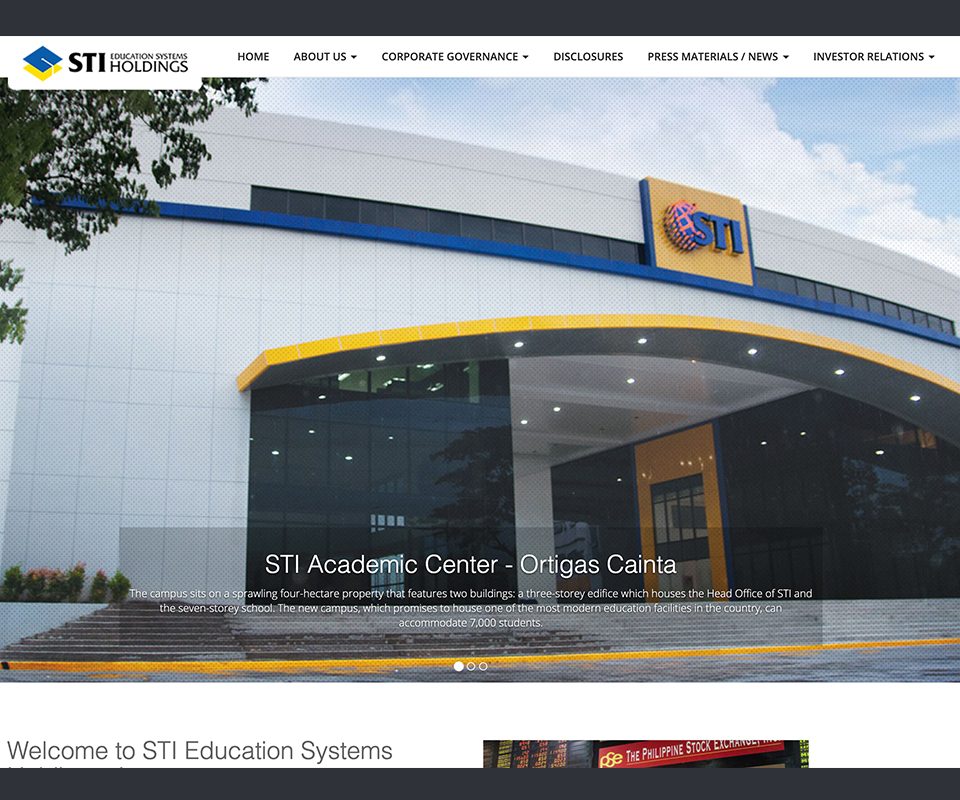 STI EDUCATION SYSTEMS
HOLDINGS
HOME ABOUT US CORPORATE GOVERNANCE DISCLOSURES PRESS MATERIALS / NEWS INVESTOR RELATIONS
STI
STI Academic Center - Ortigas Cainta
The campus sits on a sprawling four-hectare property that features two buildings: a three-storey edifice which houses the Head Office of STI and
the seven-storey school. The new campus, which promises to house one of the most modern education facilities in the country, can
accommodate 7,000 students.
Welcome to STI Education Systems
pse THE PHILIPPINE STOCK EXCHANGE, INC.